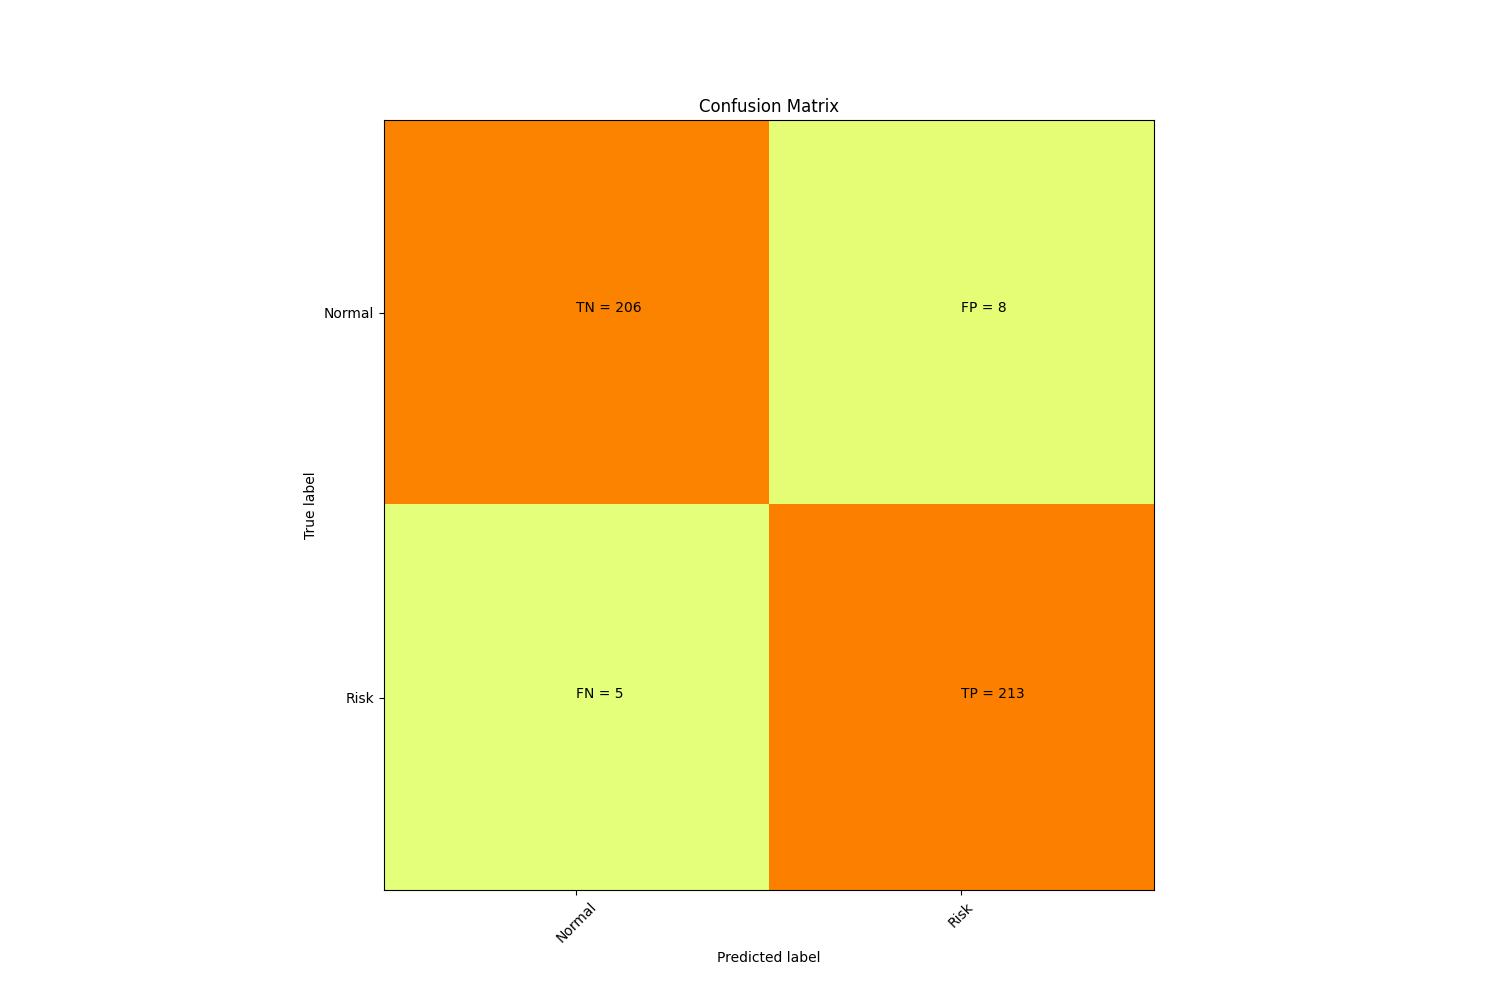 Confusion Matrix
TN = 206
FP = 8
Normal
True label
FN = 5
TP = 213
Risk
Normal
Risk
Predicted label